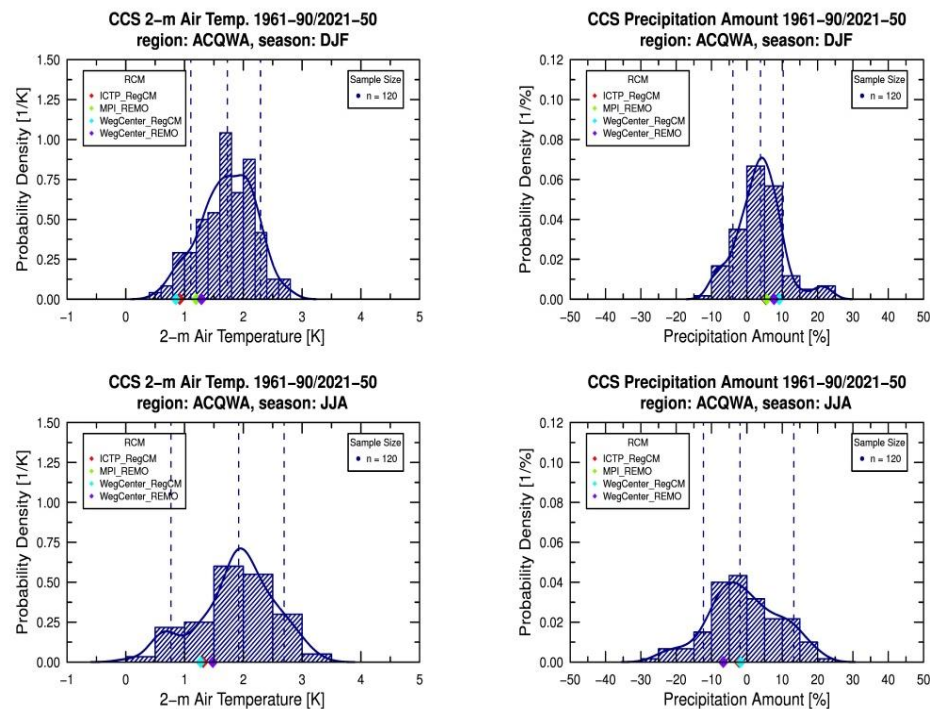 CCS 2−m Air Temp. 1961−90/2021−50
region: ACQWA, season: DJF
Probability Density [1/K]
1.50
1.25
1.00
0.75
0.50
0.25
0.00
RCM
ICTP_RegCM
MPI_REMO
WegCenter_RegCM
WegCenter_REMO
Sample Size
n = 120
−1 0 1 2 3 4 5
2−m Air Temperature [K]
CCS Precipitation Amount 1961−90/2021−50
region: ACQWA, season: DJF
Probability Density [1/%]
0.12
0.10
0.08
0.06
0.04
0.02
0.00
RCM
ICTP_RegCM
MPI_REMO
WegCenter_RegCM
WegCenter_REMO
Sample Size
n = 120
−50 −40 −30 −20 −10 0 10 20 30 40 50
Precipitation Amount [%]
CCS 2−m Air Temp. 1961−90/2021−50
region: ACQWA, season: JJA
Probability Density [1/K]
1.50
1.25
1.00
0.75
0.50
0.25
0.00
RCM
ICTP_RegCM
MPI_REMO
WegCenter_RegCM
WegCenter_REMO
Sample Size
n = 120
−1 0 1 2 3 4 5
2−m Air Temperature [K]
CCS Precipitation Amount 1961−90/2021−50
region: ACQWA, season: JJA
Probability Density [1/%]
0.12
0.10
0.08
0.06
0.04
0.02
0.00
RCM
ICTP_RegCM
MPI_REMO
WegCenter_RegCM
WegCenter_REMO
Sample Size
n = 120
−50 −40 −30 −20 −10 0 10 20 30 40 50
Precipitation Amount [%]